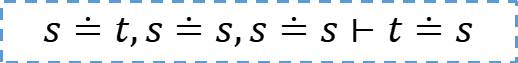 s ≐ t, s ≐ s, s ≐ s ⊢ t ≐ s